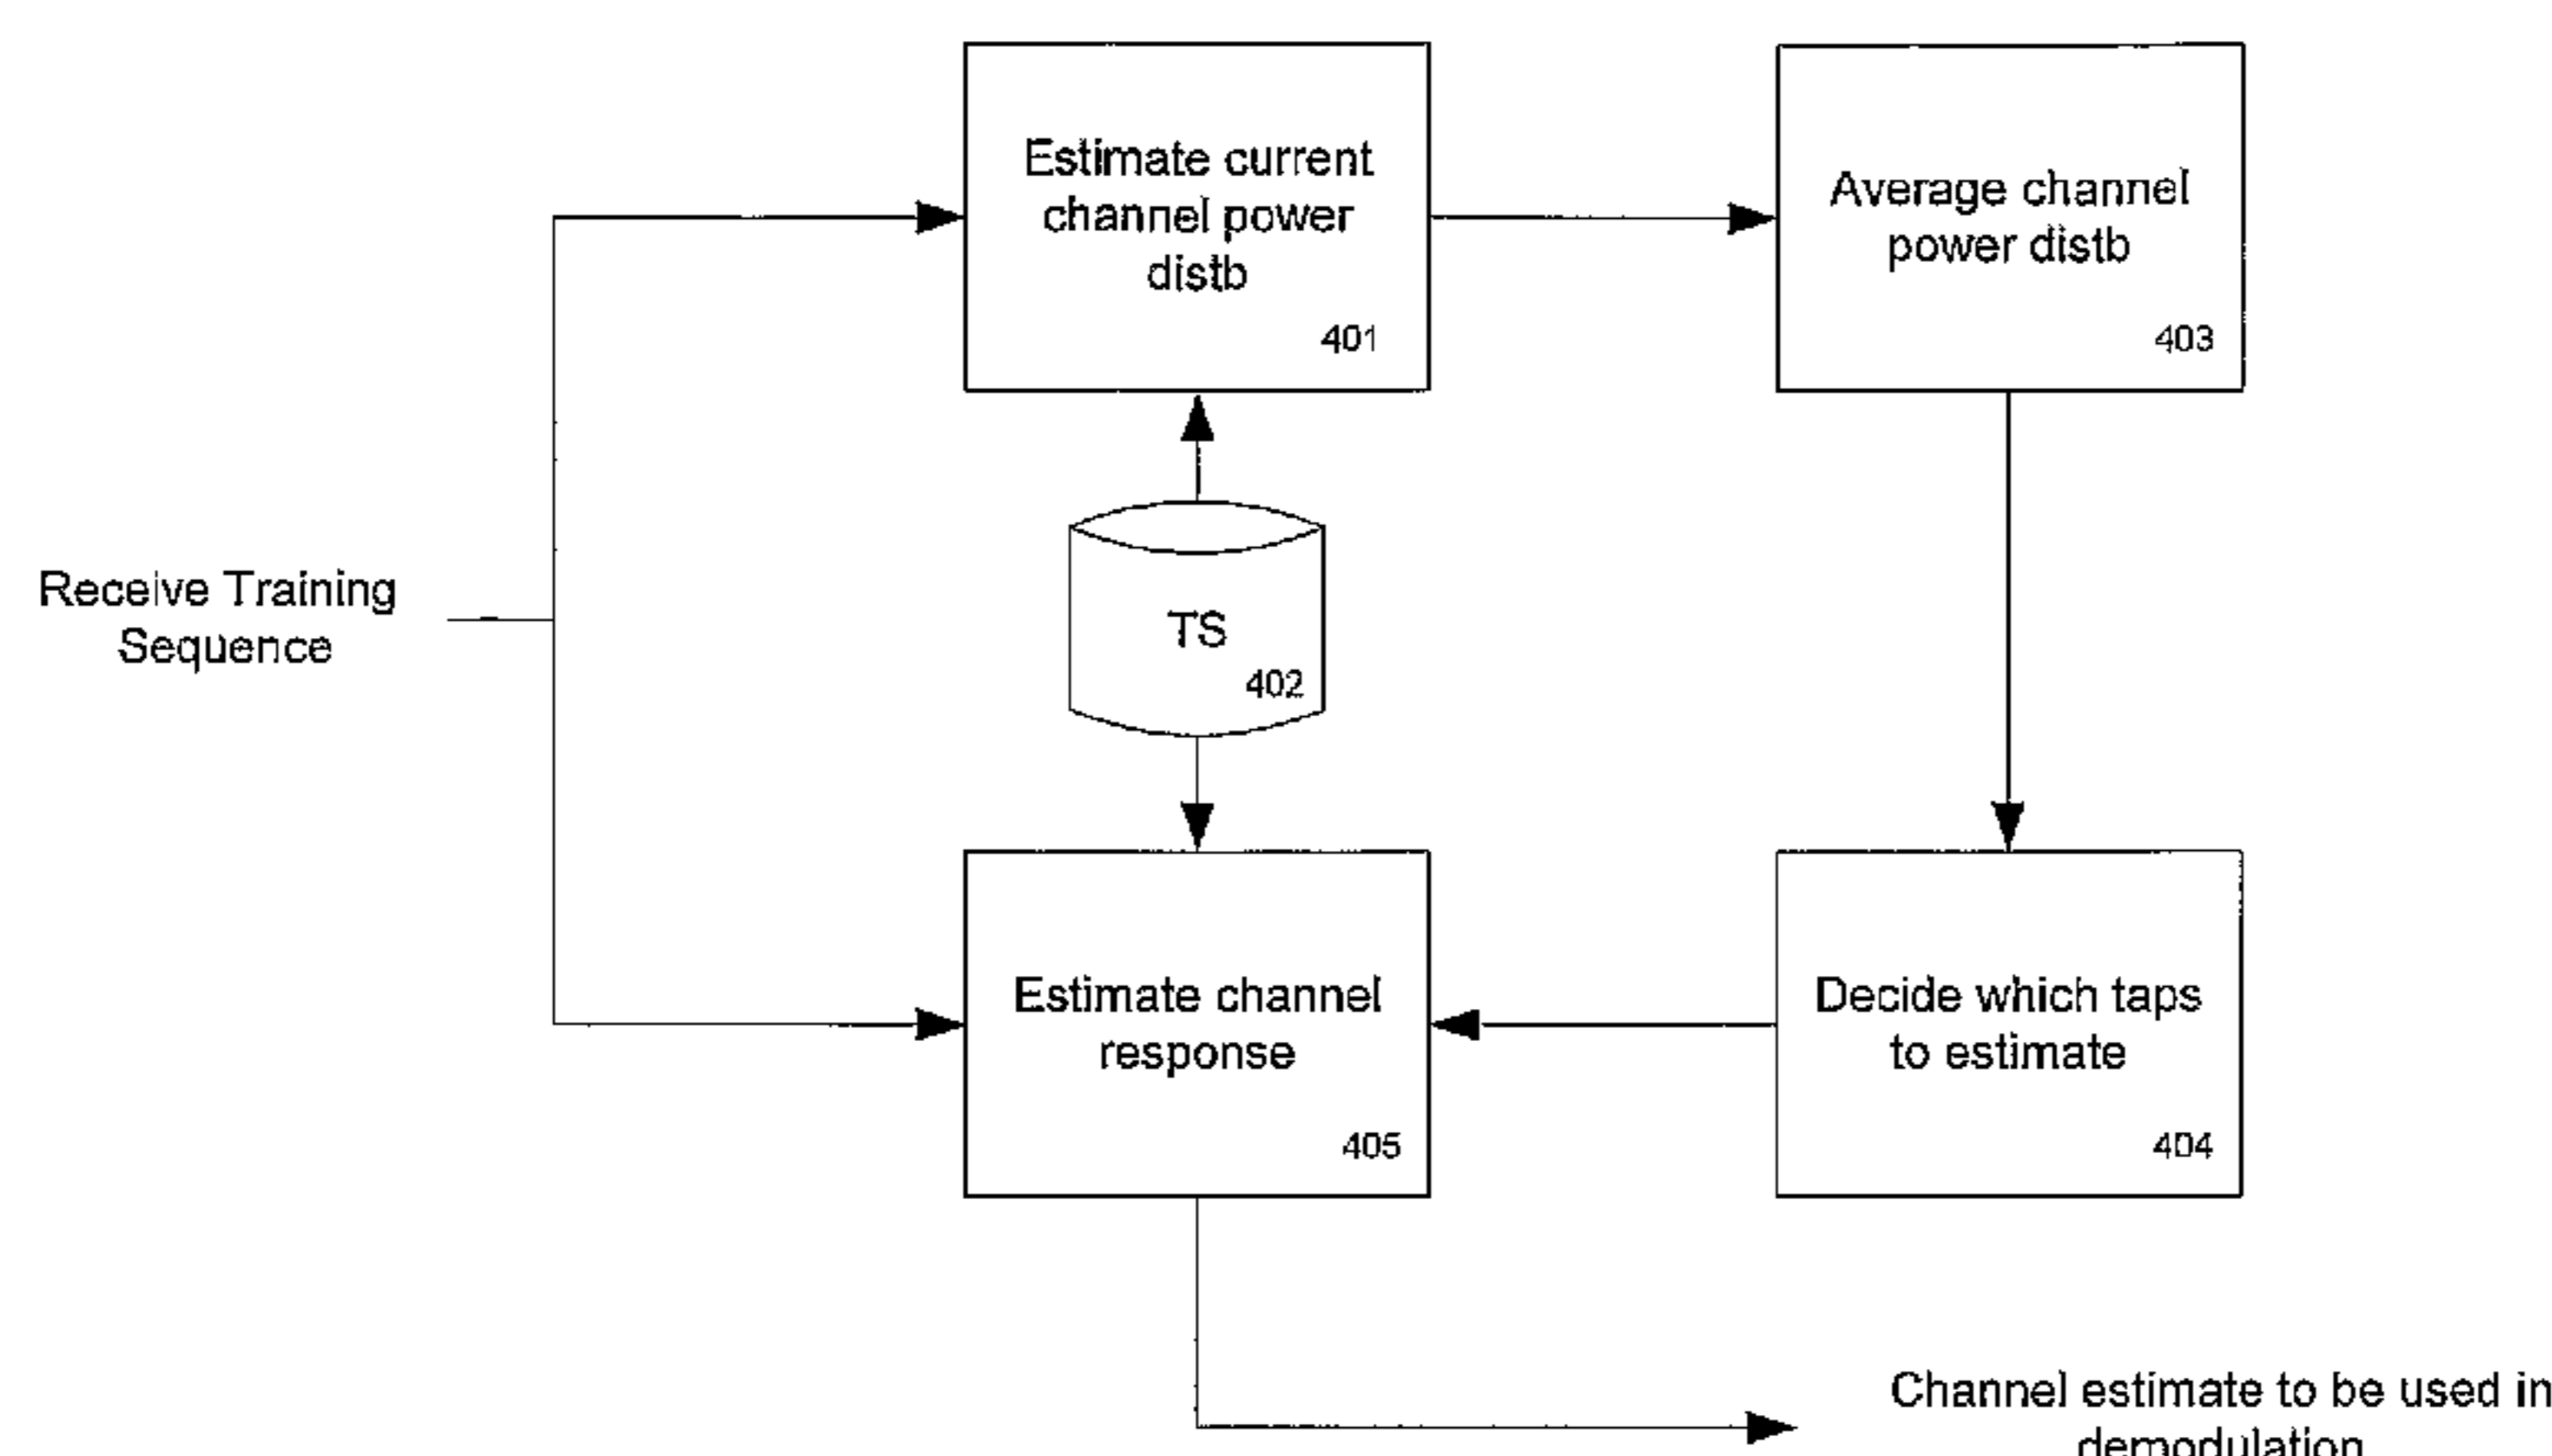 Estimate current
channel power
distb
401
Average channel
power distb
403
Receive Training
Sequence
TS
402
Estimate channel
response
405
Decide which taps
to estimate
404
Channel estimate to be used in
demodulation